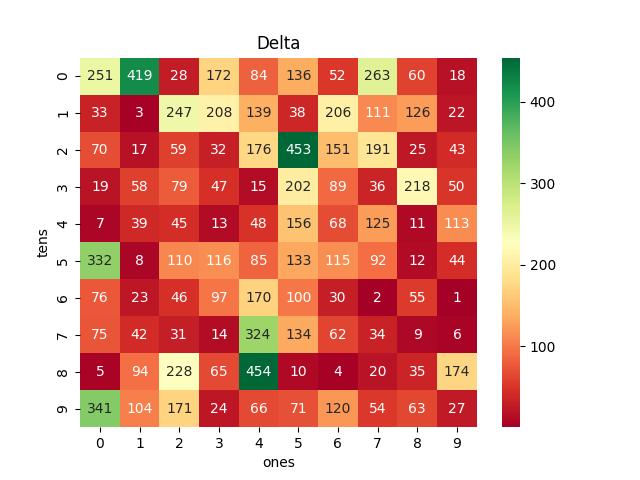 Delta
0 251 419 28 172 84 136 52 263 60 18
1 33 3 247 208 139 38 206 111 126 22
2 70 17 59 32 176 453 151 191 25 43
3 19 58 79 47 15 202 89 36 218 50
4 7 39 45 13 48 156 68 125 11 113
5 332 8 110 116 85 133 115 92 12 44
6 76 23 46 97 170 100 30 2 55 1
7 75 42 31 14 324 134 62 34 9 6
8 5 94 228 65 454 10 4 20 35 174
9 341 104 171 24 66 71 120 54 63 27
0 1 2 3 4 5 6 7 8 9
ones
tens
400
300
200
100